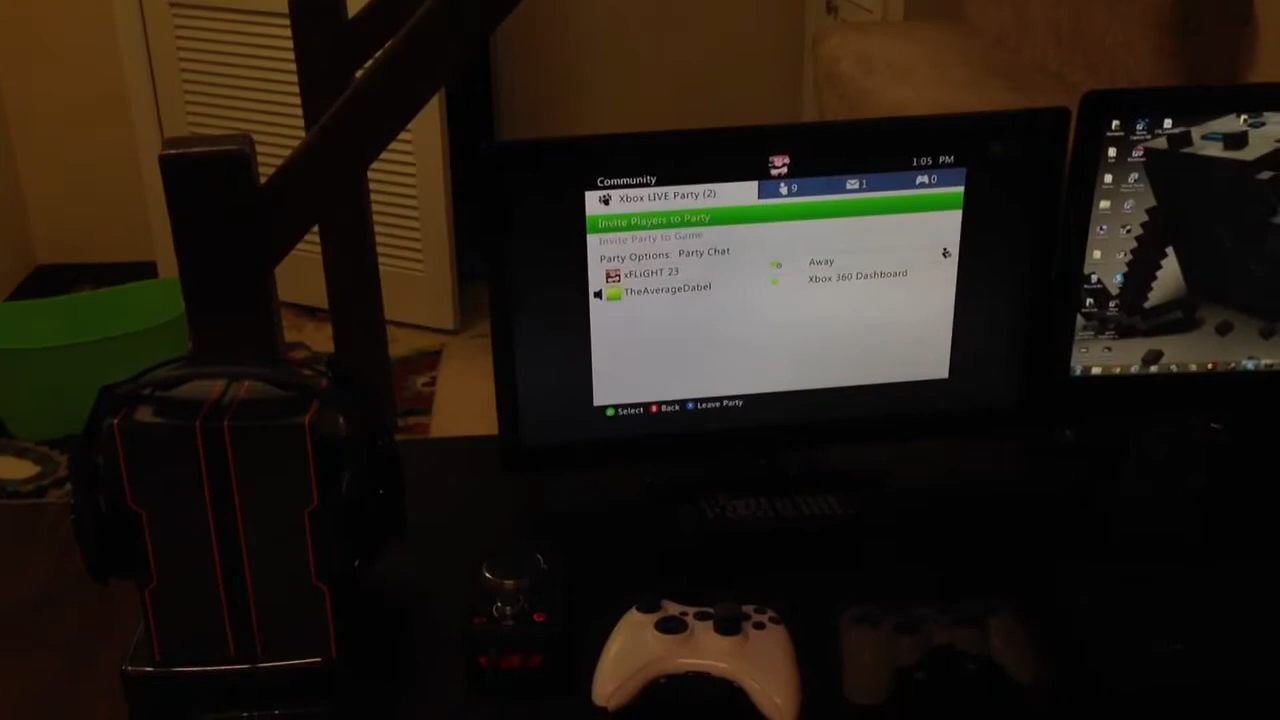 Community
1:05 PM
Xbox LIVE Party (2)
9
1
0
Invite Players to Party
Invite Party to Game
Party Options: Party Chat
xFLiGHT 23
Away
TheAverageDabel
Xbox 360 Dashboard
A Select B Back X Leave Party